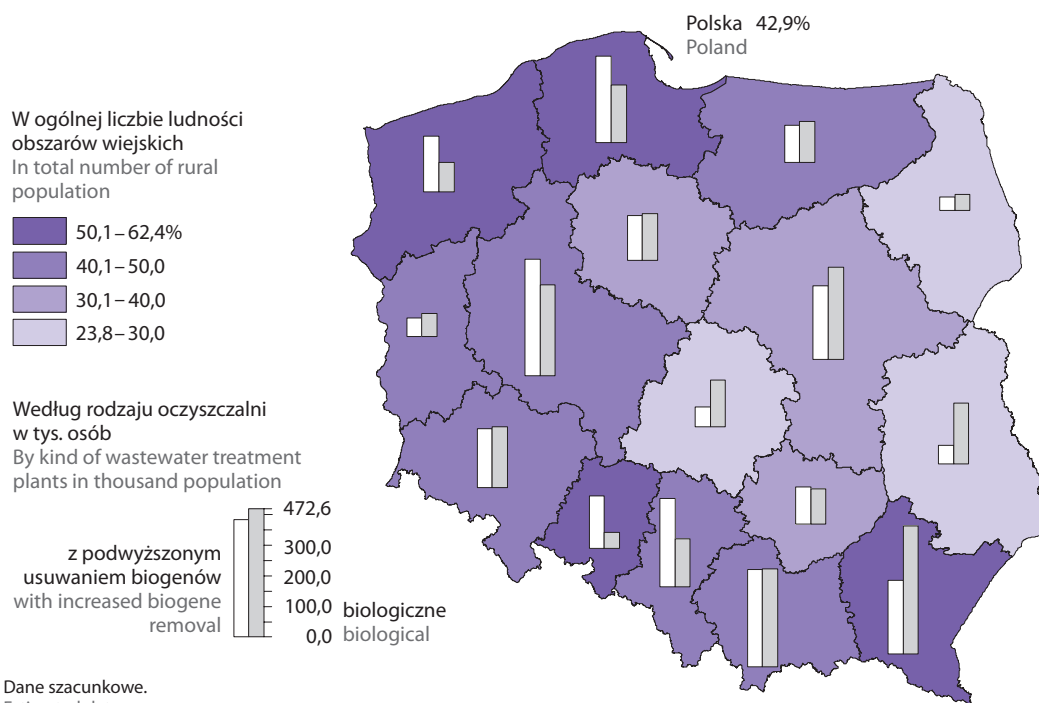 Polska 42,9%
Poland
W ogólnej liczbie ludności
obszarów wiejskich
In total number of rural
population
50,1–62,4%
40,1–50,0
30,1–40,0
23,8–30,0
Według rodzaju oczyszczalni
w tys. osób
By kind of wastewater treatment
plants in thousand population
472,6
300,0
200,0
100,0
0,0
z podwyższonym
usuwaniem biogenów
with increased biogene
removal
biologiczne
biological
Dane szacunkowe.